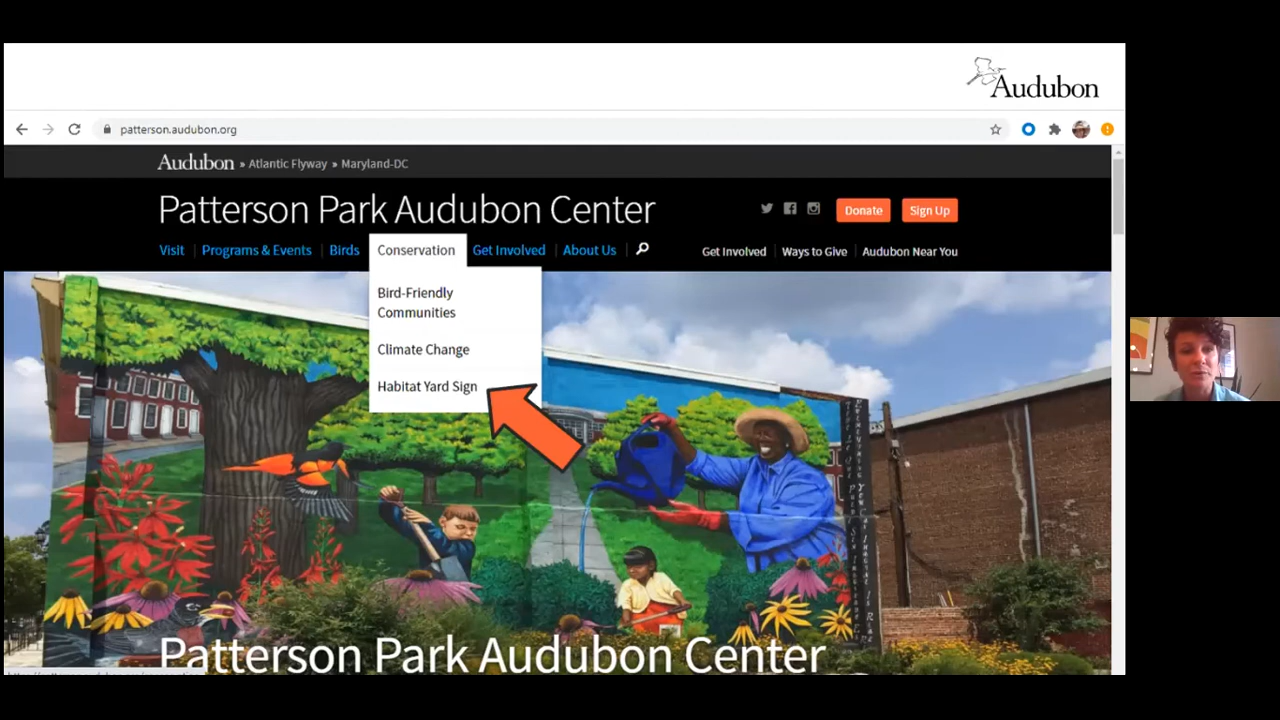 Audubon
patterson.audubon.org
Audubon » Atlantic Flyway » Maryland-DC
Patterson Park Audubon Center
Donate
Sign Up
Visit
Programs & Events
Birds
Conservation
Get Involved
About Us
Get Involved
Ways to Give
Audubon Near You
Bird-Friendly
Communities
Climate Change
Habitat Yard Sign
Patterson Park Audubon Center